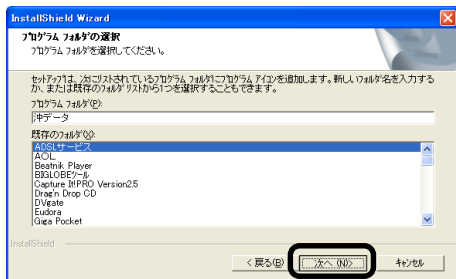 InstallShield Wizard
プログラム フォルダの選択
プログラム フォルダを選択してください。
セットアップは、次にリストされているプログラム フォルダにプログラム アイコンを追加します。新しいフォルダ名を入力する
か、または既存のフォルダ リストから1つを選択することもできます。
プログラム フォルダ(P):
沖データ
既存のフォルダ(X):
ADSLサービス
AOL
Beatnik Player
BIGLOBEツール
Capture It!PRO Version2.5
Drag'n Drop CD
DVgate
Eudora
Giga Pocket
InstallShield
< 戻る(B)
次へ (N)>
キャンセル